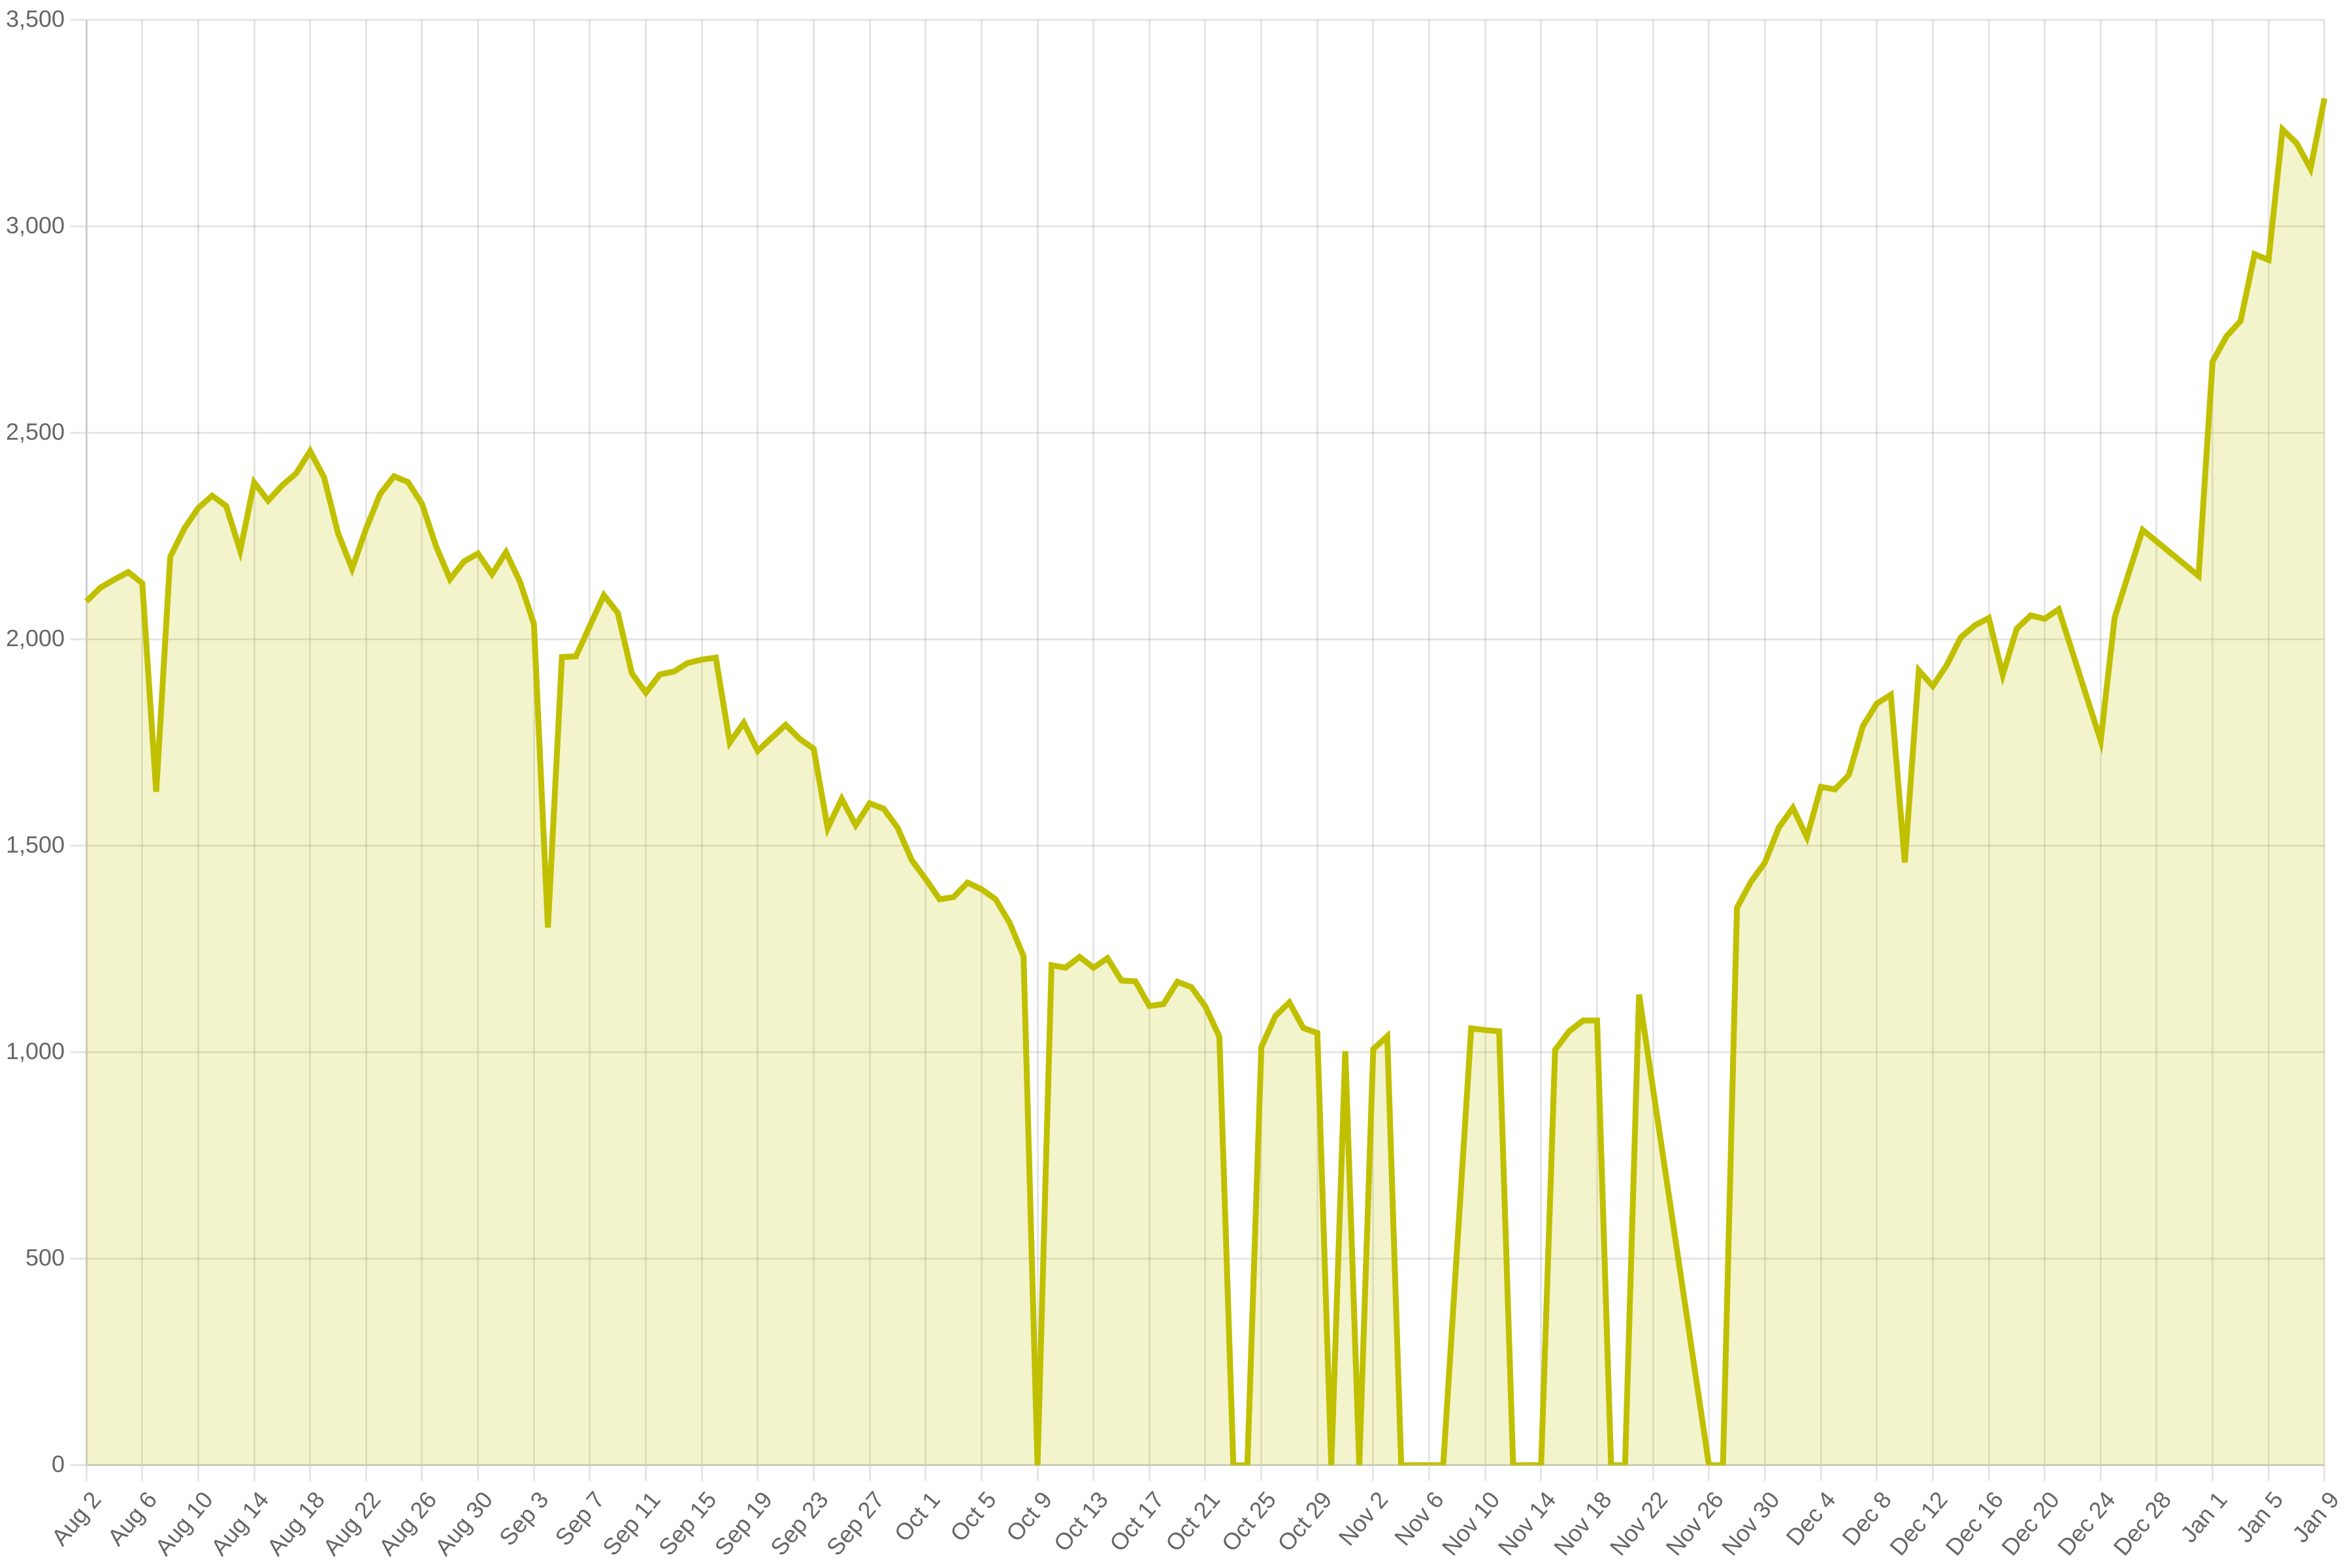 3,500
3,000
2,500
2,000
1,500
1,000
500
0
Aug 2
Aug 6
Aug 10
Aug 14
Aug 18
Aug 22
Aug 26
Aug 30
Sep 3
Sep 7
Sep 11
Sep 15
Sep 19
Sep 23
Sep 27
Oct 1
Oct 5
Oct 9
Oct 13
Oct 17
Oct 21
Oct 25
Oct 29
Nov 2
Nov 6
Nov 10
Nov 14
Nov 18
Nov 22
Nov 26
Nov 30
Dec 4
Dec 8
Dec 12
Dec 16
Dec 20
Dec 24
Dec 28
Jan 1
Jan 5
Jan 9